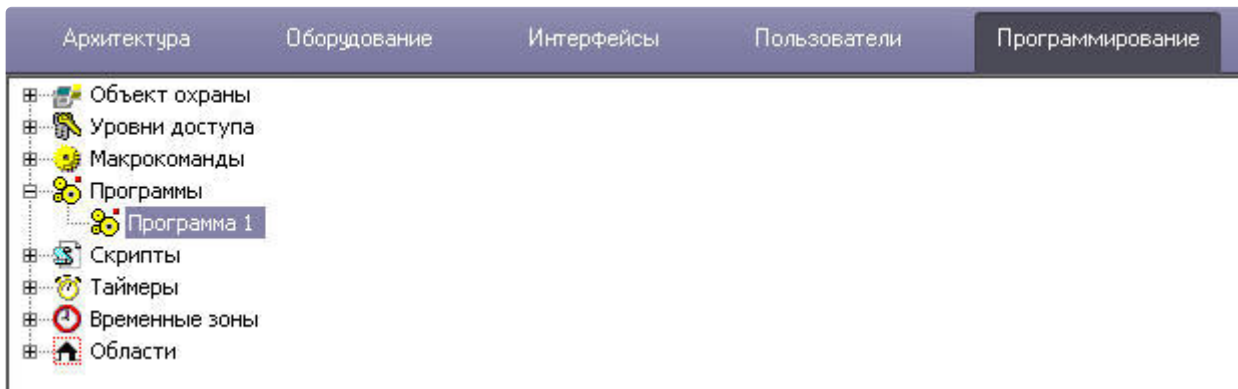 Архитектура Оборудование Интерфейсы Пользователи Программирование
Объект охраны
Уровни доступа
Макрокоманды
Программы
Программа 1
Скрипты
Таймеры
Временные зоны
Области